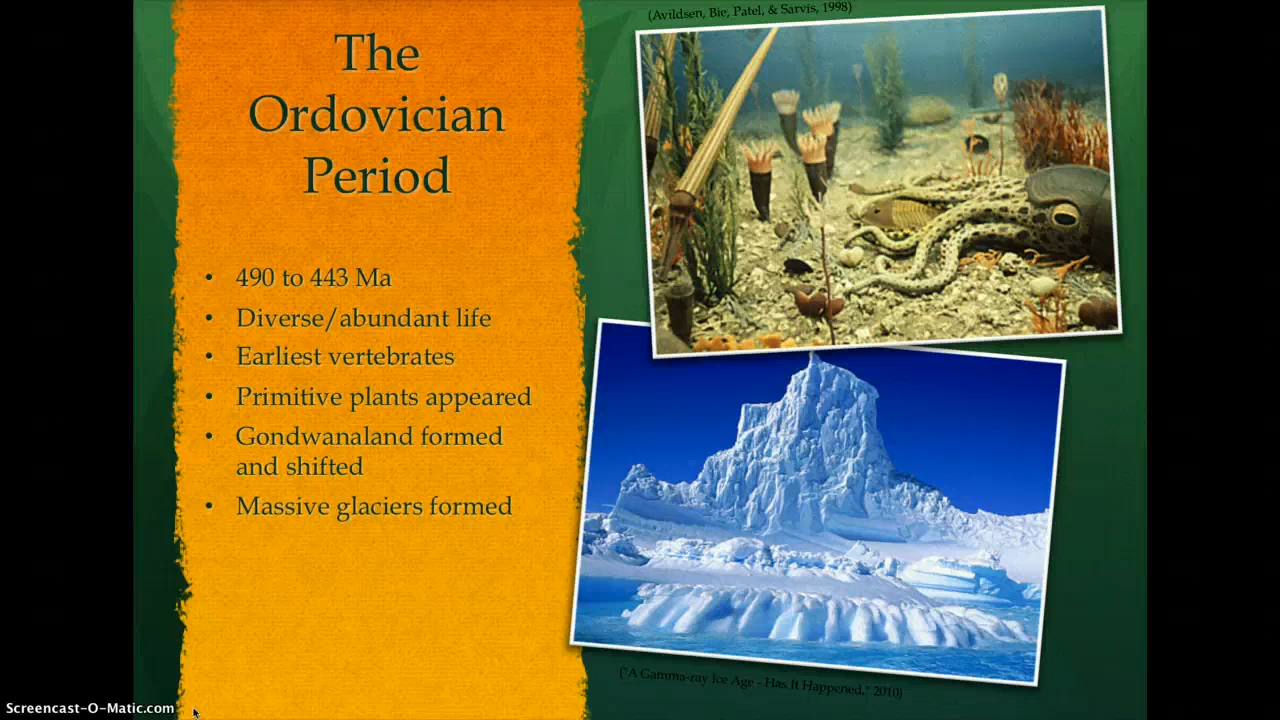 The
Ordovician
Period
• 490 to 443 Ma
• Diverse/abundant life
• Earliest vertebrates
• Primitive plants appeared
• Gondwanaland formed
and shifted
• Massive glaciers formed
(Avildsen, Bie, Patel, & Sarvis, 1998)
("A Gamma-ray Ice Age - Has It Happened," 2010)
Screencast-O-Matic.com